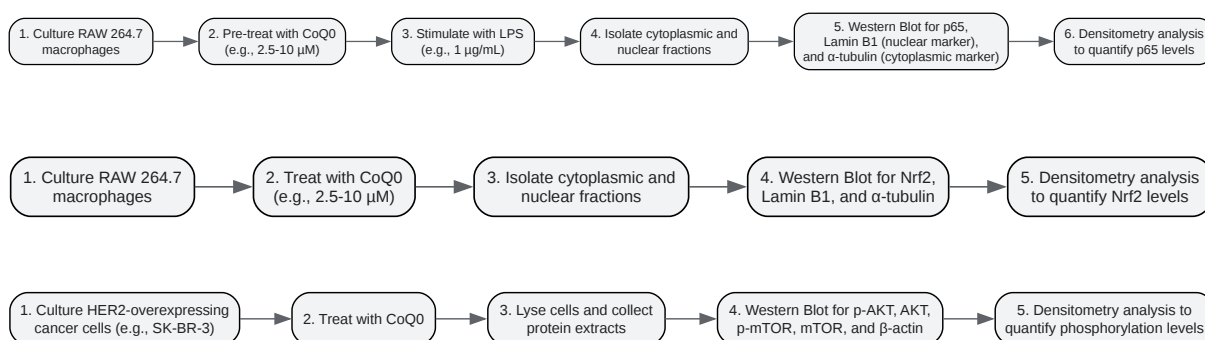 1. Culture RAW 264.7
macrophages
2. Pre-treat with CoQ0
(e.g., 2.5-10 µM)
3. Stimulate with LPS
(e.g., 1 µg/mL)
4. Isolate cytoplasmic and
nuclear fractions
5. Western Blot for p65,
Lamin B1 (nuclear marker),
and α-tubulin (cytoplasmic marker)
6. Densitometry analysis
to quantify p65 levels
1. Culture RAW 264.7
macrophages
2. Treat with CoQ0
(e.g., 2.5-10 µM)
3. Isolate cytoplasmic and
nuclear fractions
4. Western Blot for Nrf2,
Lamin B1, and α-tubulin
5. Densitometry analysis
to quantify Nrf2 levels
1. Culture HER2-overexpressing
cancer cells (e.g., SK-BR-3)
2. Treat with CoQ0
3. Lyse cells and collect
protein extracts
4. Western Blot for p-AKT, AKT,
p-mTOR, mTOR, and β-actin
5. Densitometry analysis to
quantify phosphorylation levels